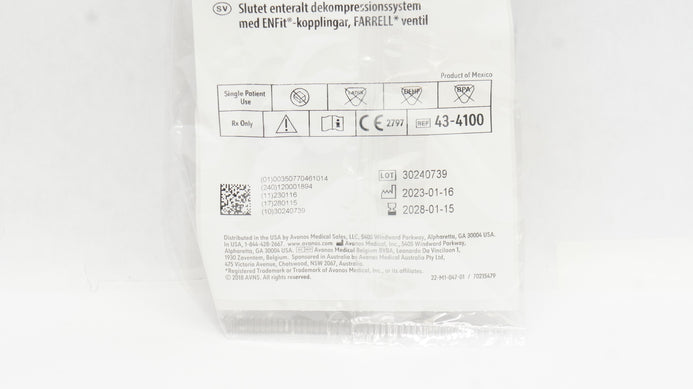 SV Slutet enteralt dekompressionssystem
med ENFit®-kopplingar, FARRELL* ventil
Product of Mexico
Single Patient Use
LATEX DEHP BPA
Rx Only CE 2797 REF 43-4100
(01)00350770461014
(240)120001894
(11)230116
(17)280115
(10)30240739
LOT 30240739
2023-01-16
2028-01-15
Distributed in the USA by Avanos Medical Sales, LLC, 5405 Windward Parkway, Alpharetta, GA 30004 USA.
In USA, 1-844-428-2667. www.avanos.com Avanos Medical, Inc., 5405 Windward Parkway,
Alpharetta, GA 30004 USA. EC REP Avanos Medical Belgium BVBA, Leonardo Da Vincilaan 1,
1930 Zaventem, Belgium. Sponsored in Australia by Avanos Medical Australia Pty Ltd,
475 Victoria Avenue, Chatswood, NSW 2067, Australia.
*Registered Trademark or Trademark of Avanos Medical, Inc., or its affiliates.
© 2018 AVNS. All rights reserved.
22-M1-047-01 / 70215479